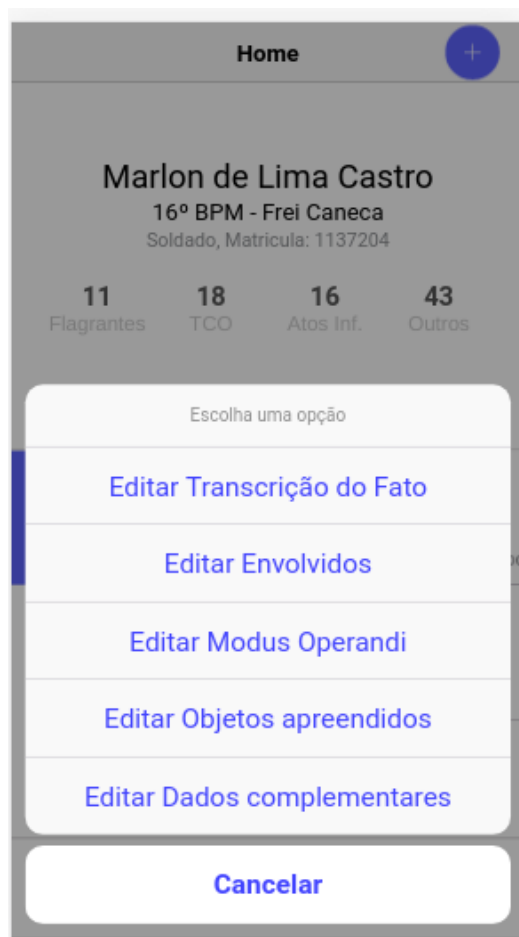 Home
+
Marlon de Lima Castro
16º BPM - Frei Caneca
Soldado, Matricula: 1137204
11 18 16 43
Flagrantes TCO Atos Inf. Outros
Escolha uma opção
Editar Transcrição do Fato
Editar Envolvidos
Editar Modus Operandi
Editar Objetos apreendidos
Editar Dados complementares
Cancelar